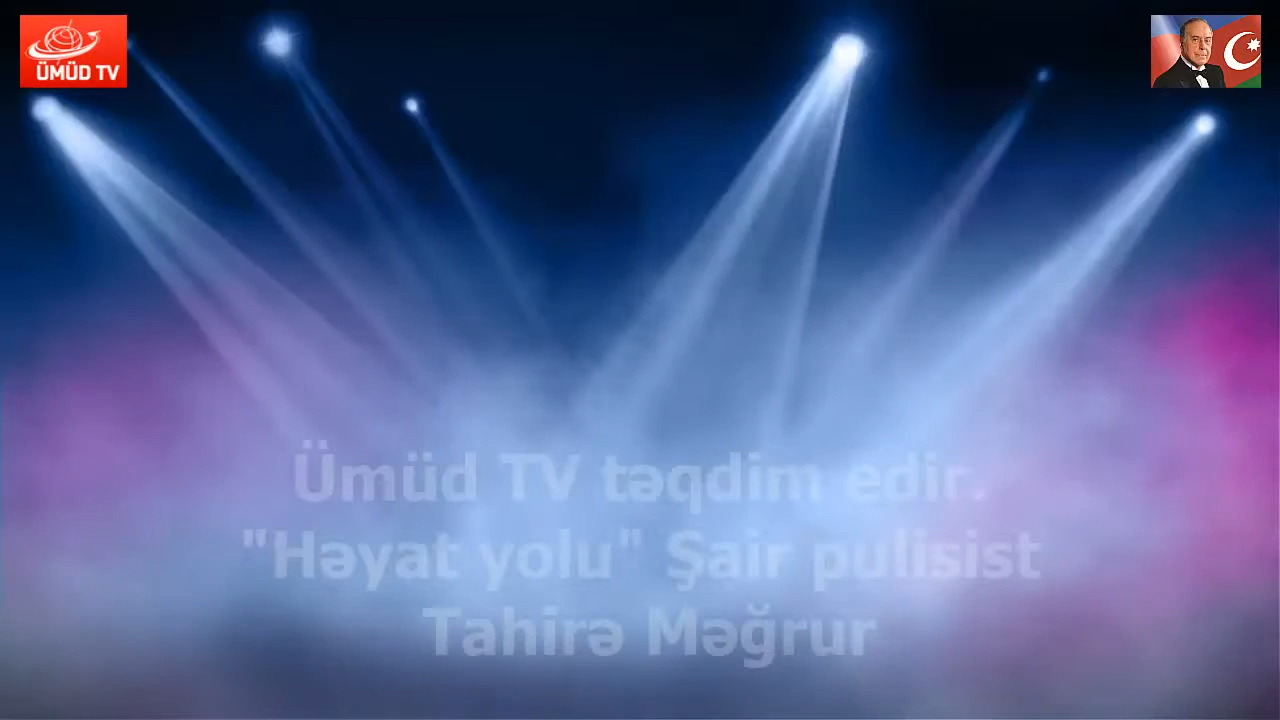 ÜMÜD TV
Ümüd TV təqdim edir.
"Həyat yolu" Şair pulisist
Tahirə Məğrur